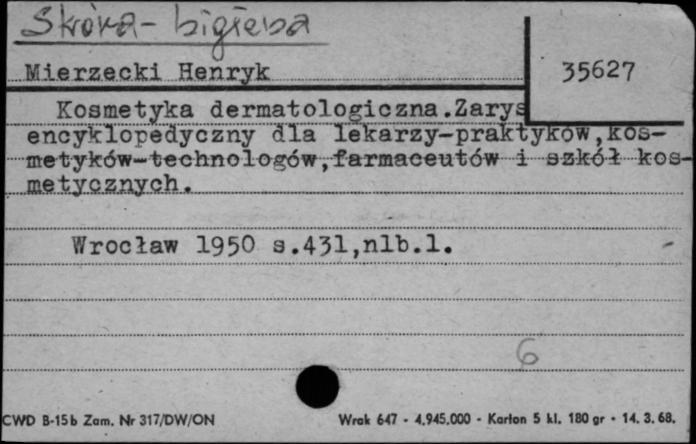 Skóra - higiena
Mierzecki Henryk
35627
Kosmetyka dermatologiczna.Zarys
encyklopedyczny dla lekarzy-praktyków,kos-
metyków-technologów,farmaceutów i szkół kos-
metycznych.
Wrocław 1950 s.431,nlb.1.
6
CWD B-15b Zam. Nr 317/DW/ON
Wrak 647 - 4.945.000 - Karton 5 kl. 180 gr - 14. 3. 68.